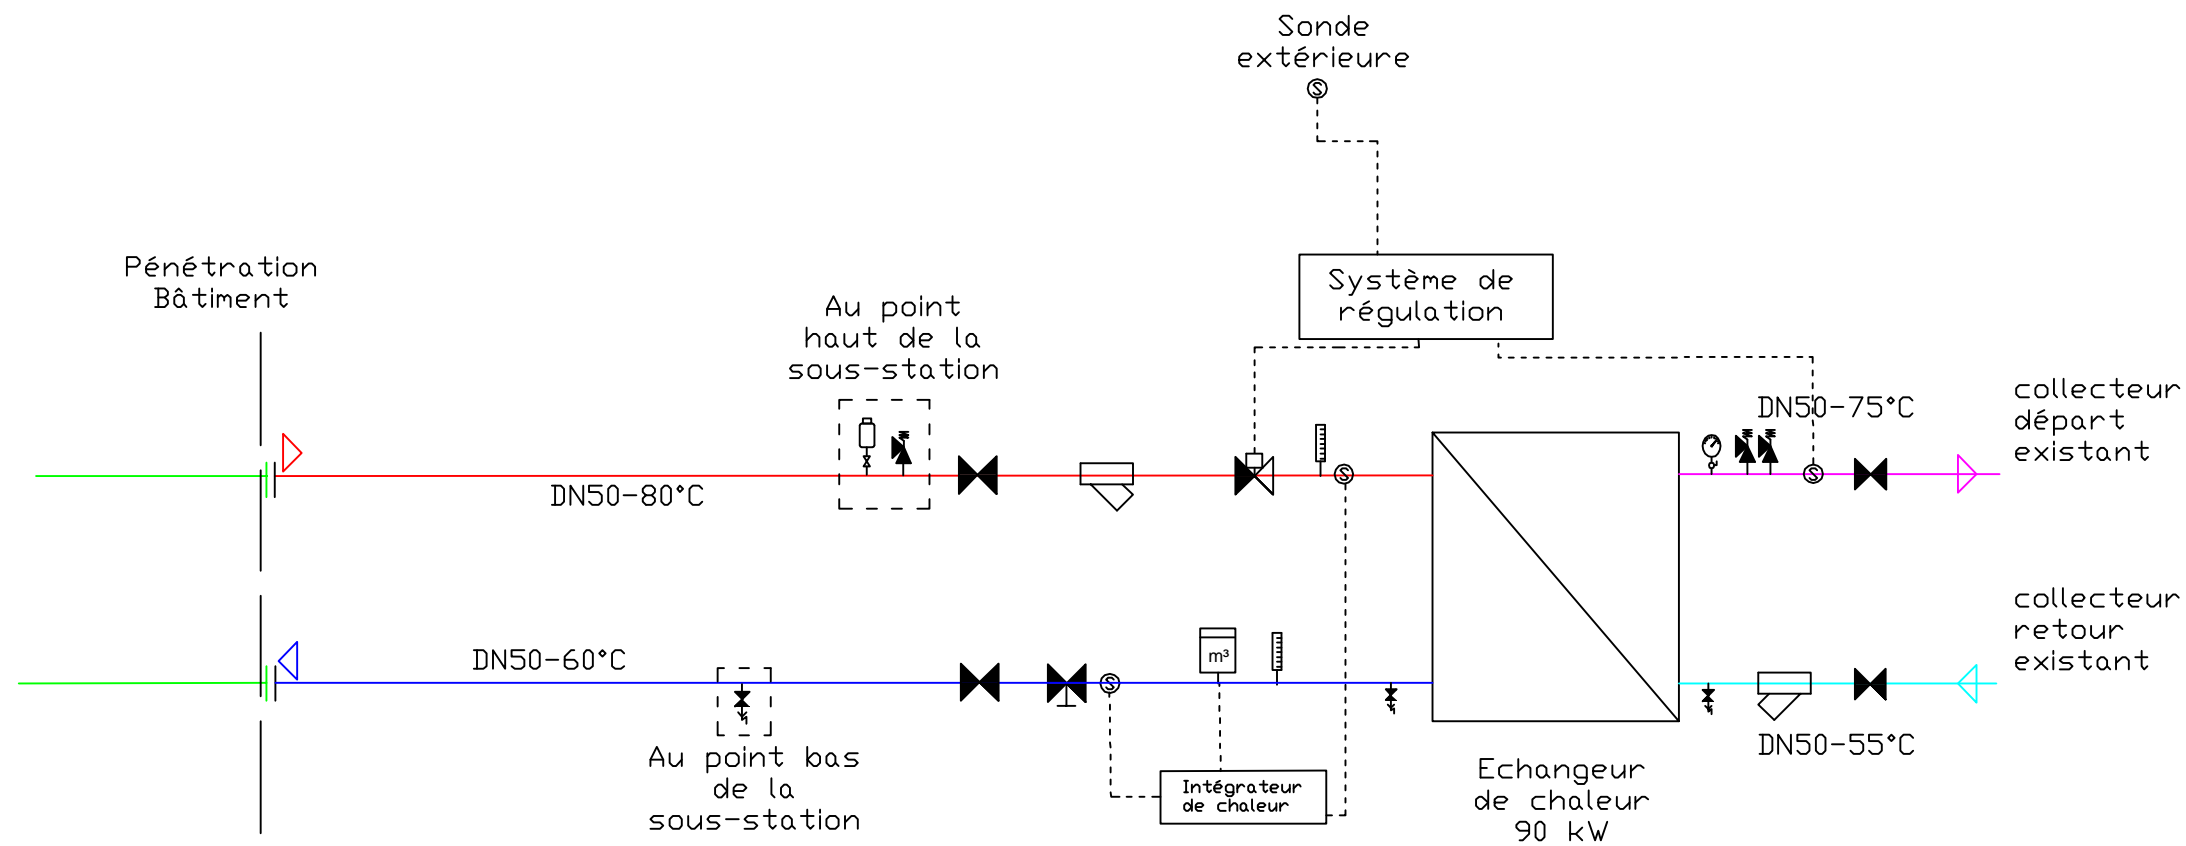 Sonde
extérieure
S
Système de
régulation
Pénétration
Bâtiment
Au point
haut de la
sous-station
collecteur
départ
existant
DN50-75°C
DN50-80°C
S
S
collecteur
retour
existant
DN50-60°C
m³
S
DN50-55°C
Au point bas
de la
sous-station
Intégrateur
de chaleur
Echangeur
de chaleur
90 kW